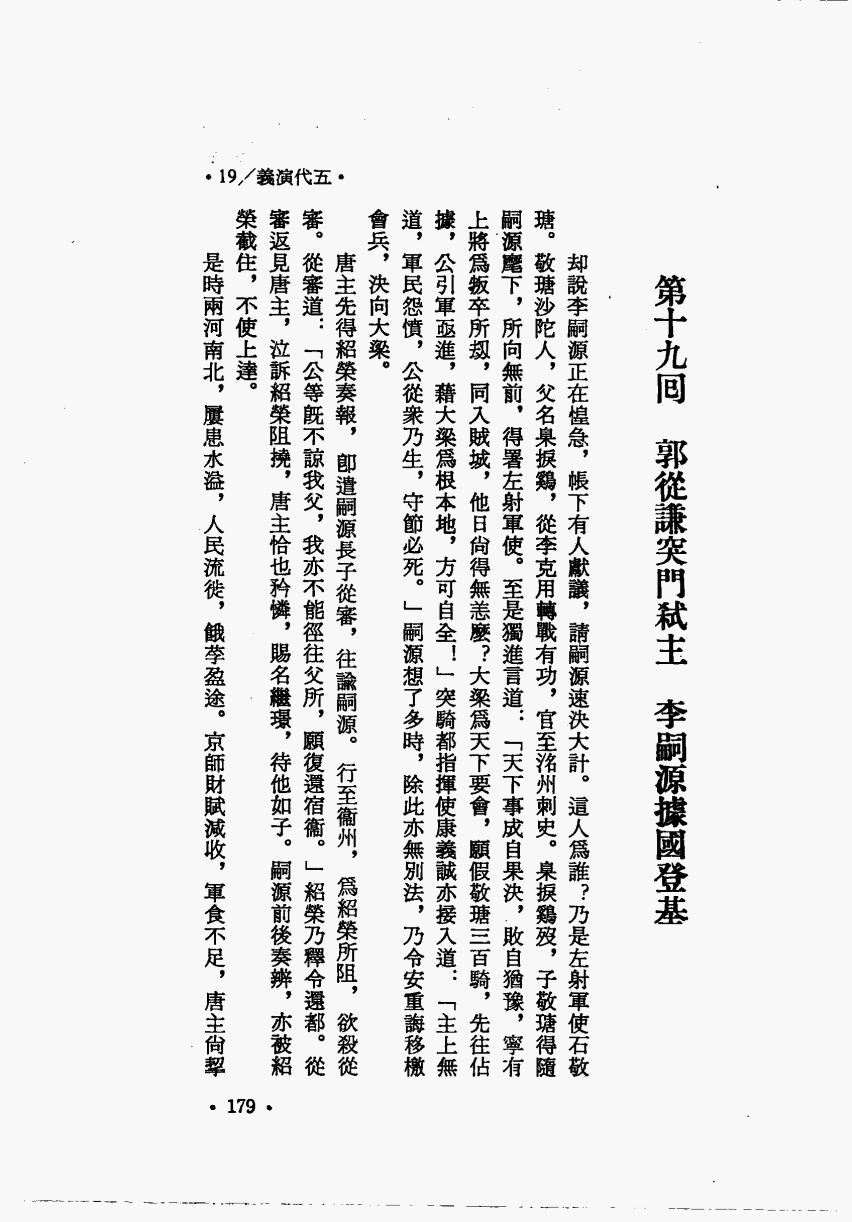 •19/義演代五•
第十九回　郭從謙突門弒主　李嗣源據國登基
却說李嗣源正在惶急，帳下有人獻議，請嗣源速決大計。這人爲誰？乃是左射軍使石敬
瑭。敬瑭沙陀人，父名臬捩鷄，從李克用轉戰有功，官至洺州刺史。臬捩鷄歿，子敬瑭得隨
嗣源麾下，所向無前，得署左射軍使。至是獨進言道：「天下事成自果決，敗自猶豫，寧有
上將爲叛卒所刼，同入賊城，他日尙得無恙麼？大梁爲天下要會，願假敬瑭三百騎，先往佔
據，公引軍亟進，藉大梁爲根本地，方可自全！」突騎都指揮使康義誠亦接入道：「主上無
道，軍民怨憤，公從衆乃生，守節必死。」嗣源想了多時，除此亦無別法，乃令安重誨移檄
會兵，決向大梁。
唐主先得紹榮奏報，卽遣嗣源長子從審，往諭嗣源。行至衞州，爲紹榮所阻，欲殺從
審。從審道：「公等旣不諒我父，我亦不能徑往父所，願復還宿衞。」紹榮乃釋令還都。從
審返見唐主，泣訴紹榮阻撓，唐主恰也矜憐，賜名繼璟，待他如子。嗣源前後奏辨，亦被紹
榮截住，不使上達。
是時兩河南北，屢患水溢，人民流徙，餓莩盈途。京師財賦減收，軍食不足，唐主尙挈
•179•